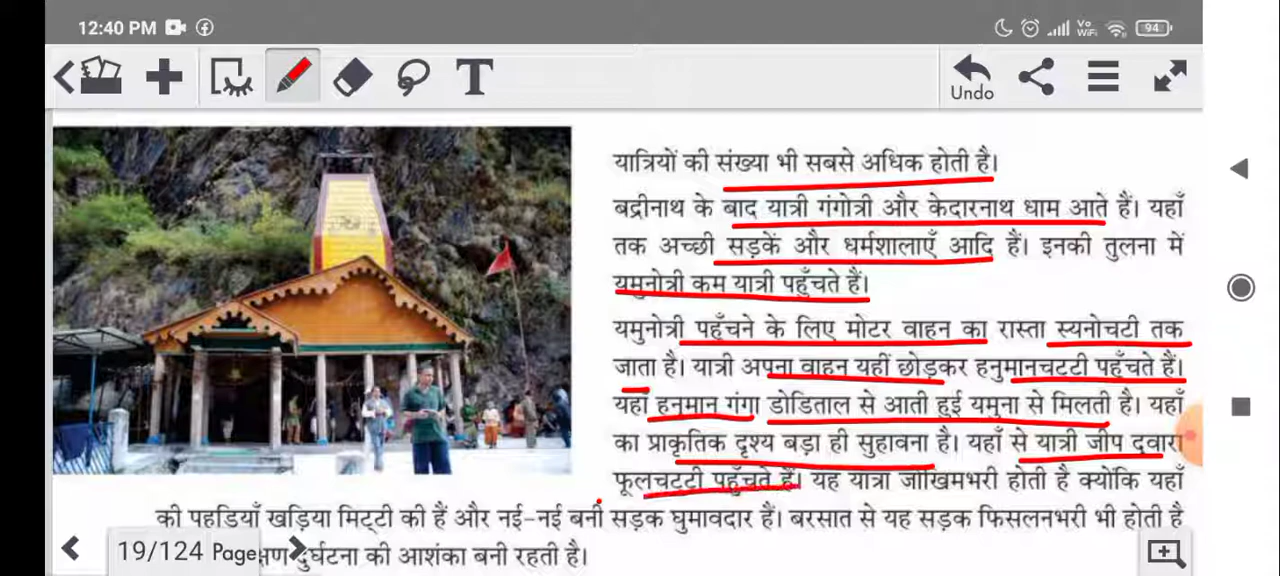 12:40 PM
Vo WiFi 94
Undo
यात्रियों की संख्या भी सबसे अधिक होती है।
बद्रीनाथ के बाद यात्री गंगोत्री और केदारनाथ धाम आते हैं। यहाँ
तक अच्छी सड़कें और धर्मशालाएँ आदि हैं। इनकी तुलना में
यमुनोत्री कम यात्री पहुँचते हैं।
यमुनोत्री पहुँचने के लिए मोटर वाहन का रास्ता स्यनोचटी तक
जाता है। यात्री अपना वाहन यहीं छोड़कर हनुमानचटटी पहुँचते हैं।
यहाँ हनुमान गंगा डोडिताल से आती हुई यमुना से मिलती है। यहाँ
का प्राकृतिक दृश्य बड़ा ही सुहावना है। यहाँ से यात्री जीप द्वारा
फूलचटटी पहुँचते हैं। यह यात्रा जोखिमभरी होती है क्योंकि यहाँ
की पहडियाँ खड़िया मिट्टी की हैं और नई-नई बनी सड़क घुमावदार हैं। बरसात से यह सड़क फिसलनभरी भी होती है
19/124 Page दुर्घटना की आशंका बनी रहती है।